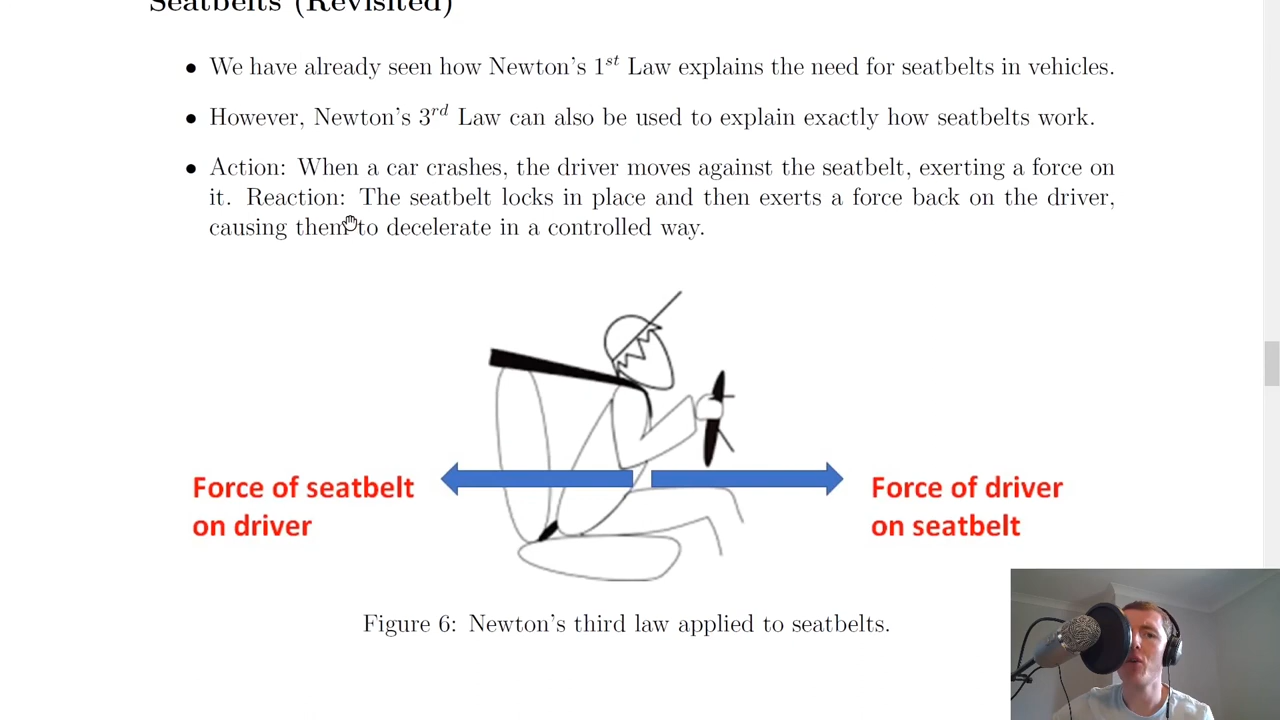 Seatbelts (Revisited)
• We have already seen how Newton's 1st Law explains the need for seatbelts in vehicles.
• However, Newton's 3rd Law can also be used to explain exactly how seatbelts work.
• Action: When a car crashes, the driver moves against the seatbelt, exerting a force on
it. Reaction: The seatbelt locks in place and then exerts a force back on the driver,
causing them to decelerate in a controlled way.
Force of seatbelt
on driver
Force of driver
on seatbelt
Figure 6: Newton's third law applied to seatbelts.